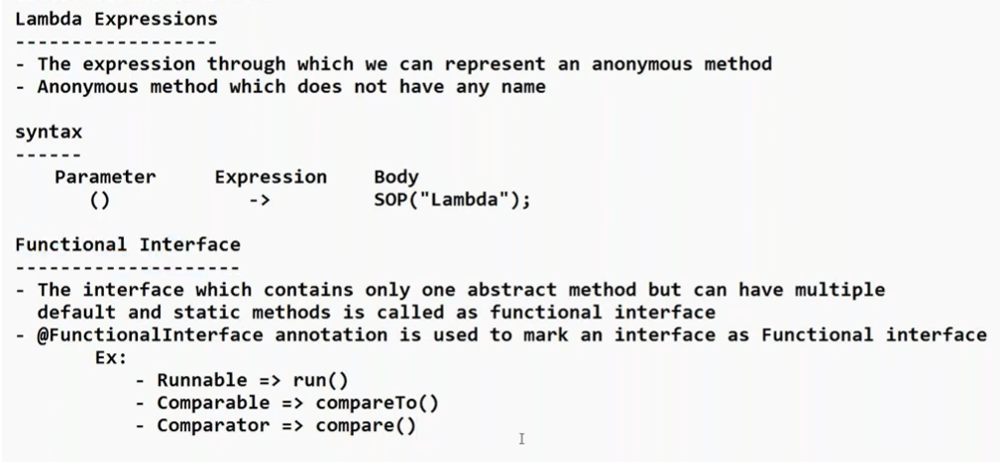 Lambda Expressions
------------------
- The expression through which we can represent an anonymous method
- Anonymous method which does not have any name
syntax
------
Parameter Expression Body
() -> SOP("Lambda");
Functional Interface
--------------------
- The interface which contains only one abstract method but can have multiple
default and static methods is called as functional interface
- @FunctionalInterface annotation is used to mark an interface as Functional interface
Ex:
- Runnable => run()
- Comparable => compareTo()
- Comparator => compare()